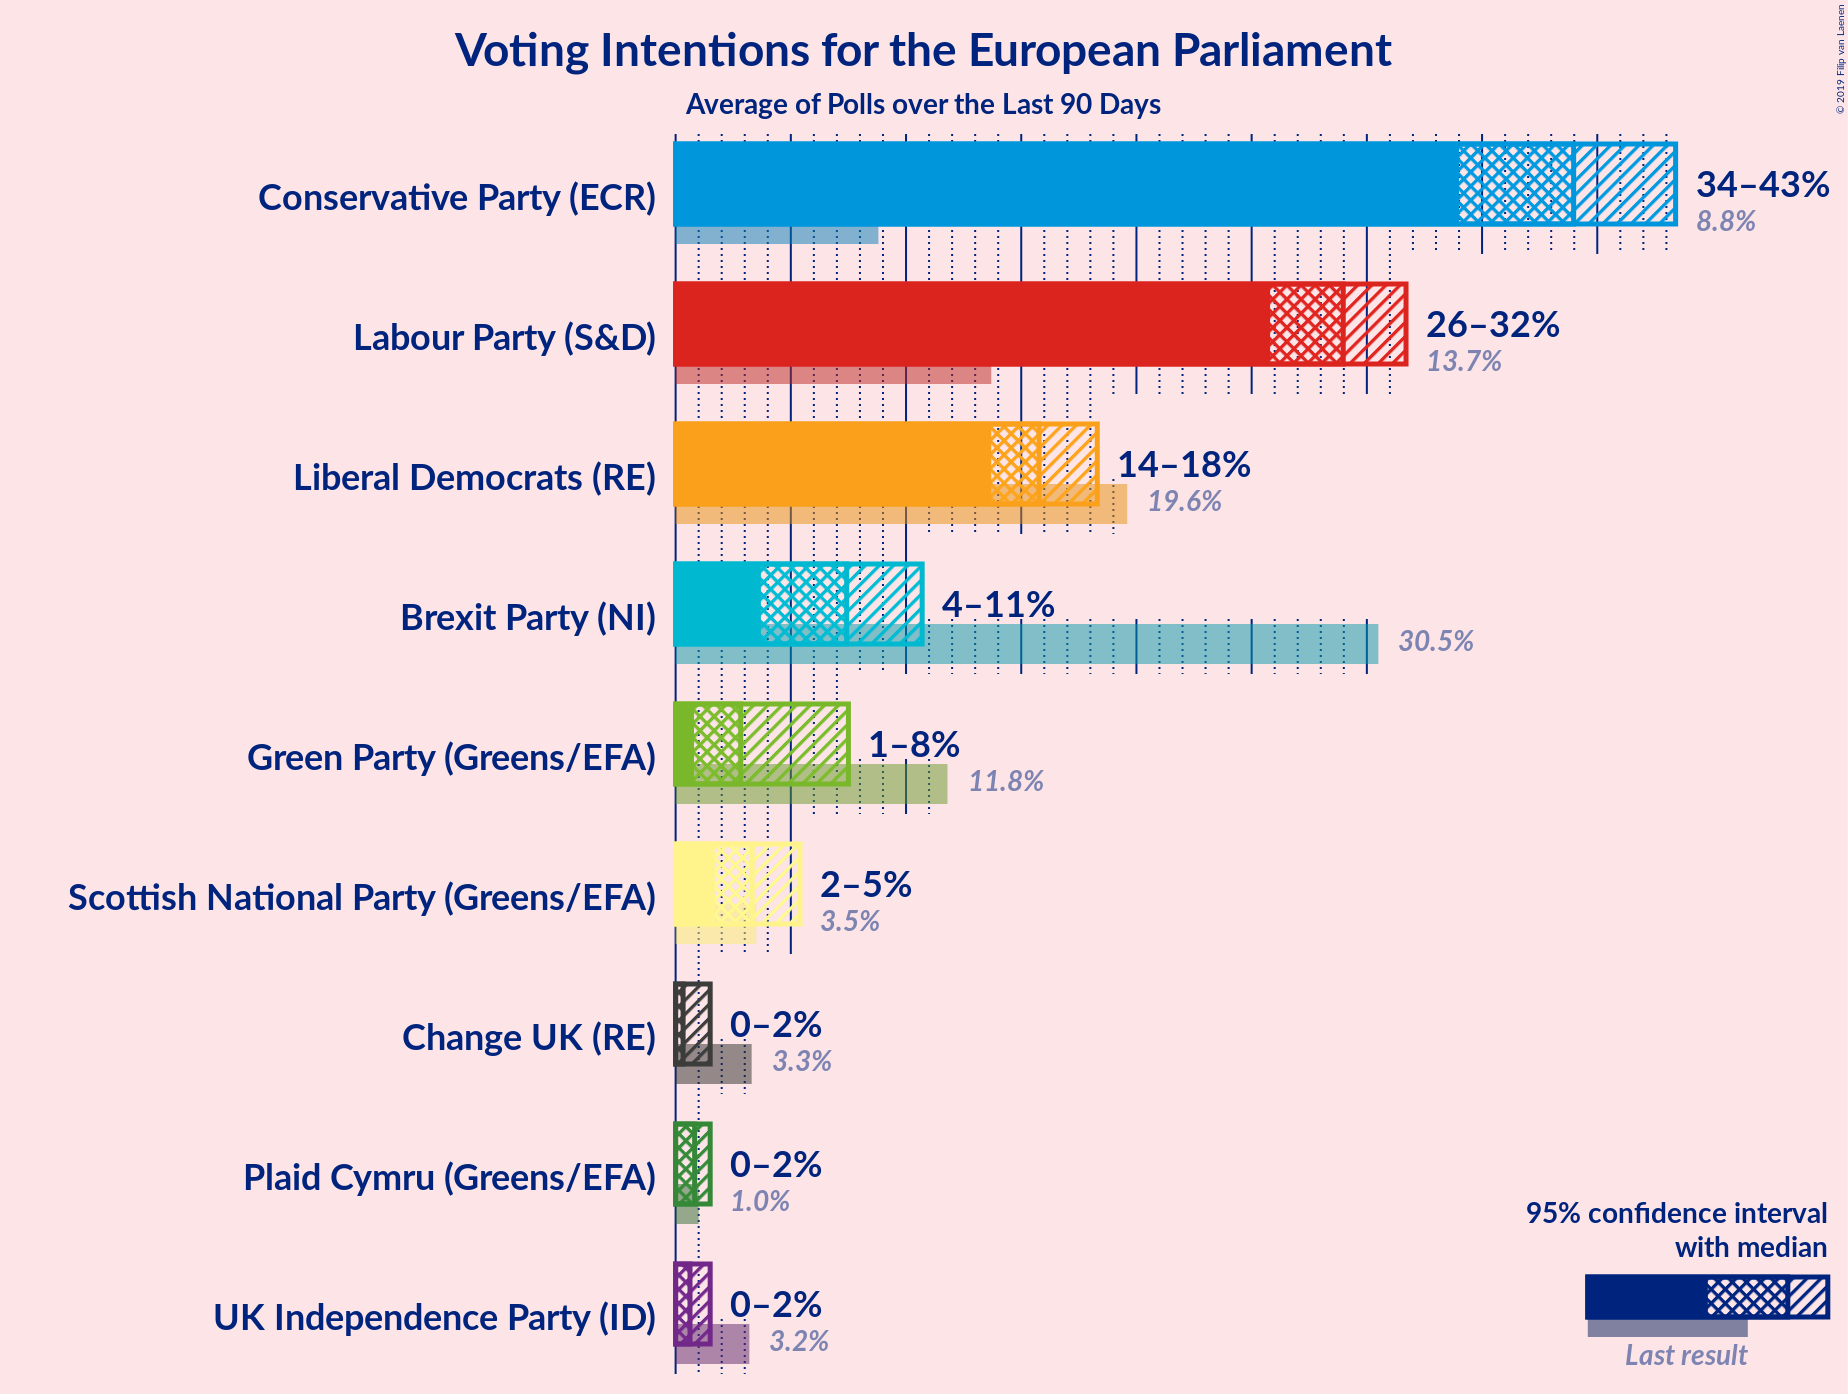 Voting Intentions for the European Parliament
Average of Polls over the Last 90 Days
© 2019 Filip van Laenen
Conservative Party (ECR)
34–43%
8.8%
Labour Party (S&D)
26–32%
13.7%
Liberal Democrats (RE)
14–18%
19.6%
Brexit Party (NI)
4–11%
30.5%
Green Party (Greens/EFA)
1–8%
11.8%
Scottish National Party (Greens/EFA)
2–5%
3.5%
Change UK (RE)
0–2%
3.3%
Plaid Cymru (Greens/EFA)
0–2%
1.0%
UK Independence Party (ID)
0–2%
3.2%
95% confidence interval
with median
Last result